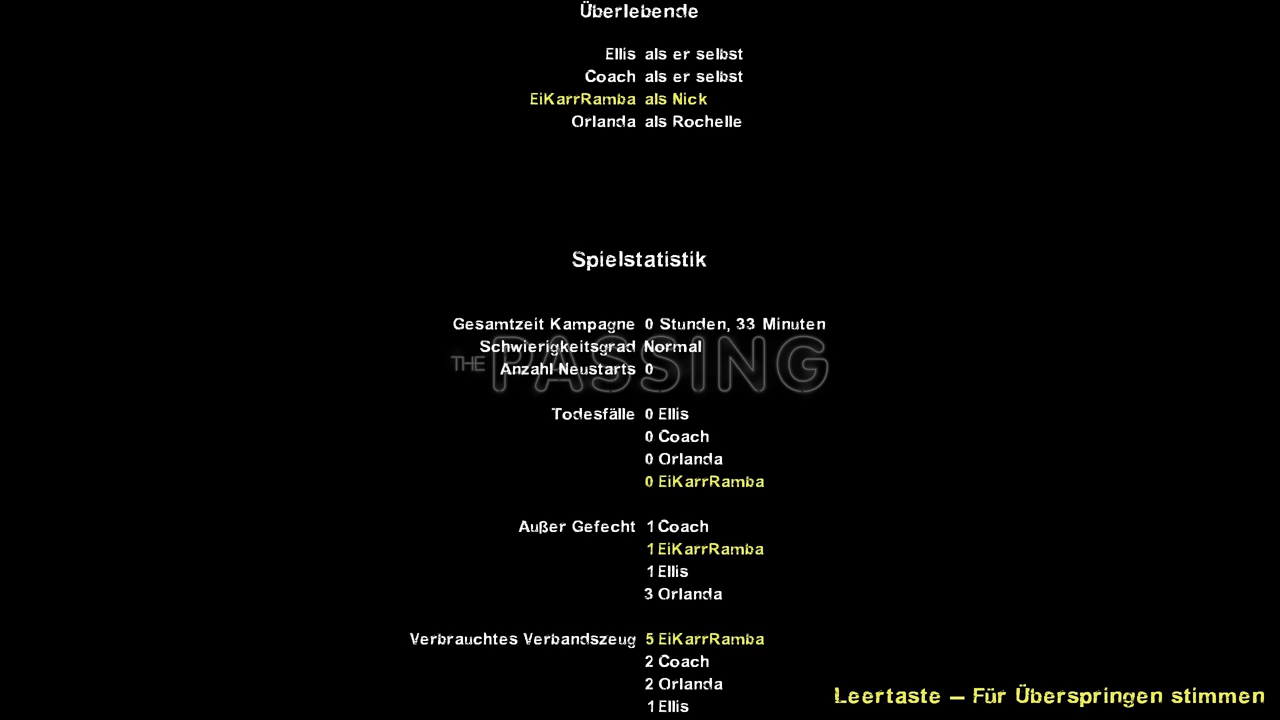 Überlebende
Ellis als er selbst
Coach als er selbst
EiKarrRamba als Nick
Orlanda als Rochelle
Spielstatistik
Gesamtzeit Kampagne 0 Stunden, 33 Minuten
Schwierigkeitsgrad Normal
THE PASSING
Anzahl Neustarts 0
Todesfälle 0 Ellis
0 Coach
0 Orlanda
0 EiKarrRamba
Außer Gefecht 1 Coach
1 EiKarrRamba
1 Ellis
3 Orlanda
Verbrauchtes Verbandszeug 5 EiKarrRamba
2 Coach
2 Orlanda
1 Ellis
Leertaste – Für Überspringen stimmen